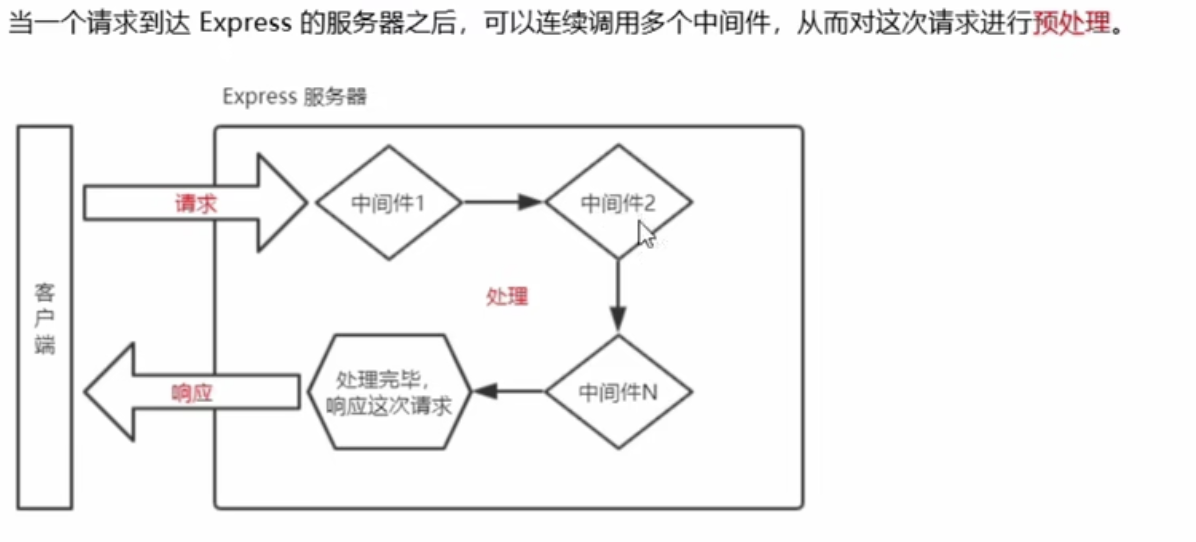 当一个请求到达 Express 的服务器之后，可以连续调用多个中间件，从而对这次请求进行预处理。
Express 服务器
请求
中间件1
中间件2
客
户
端
处理
响应
处理完毕，
响应这次请求
中间件N